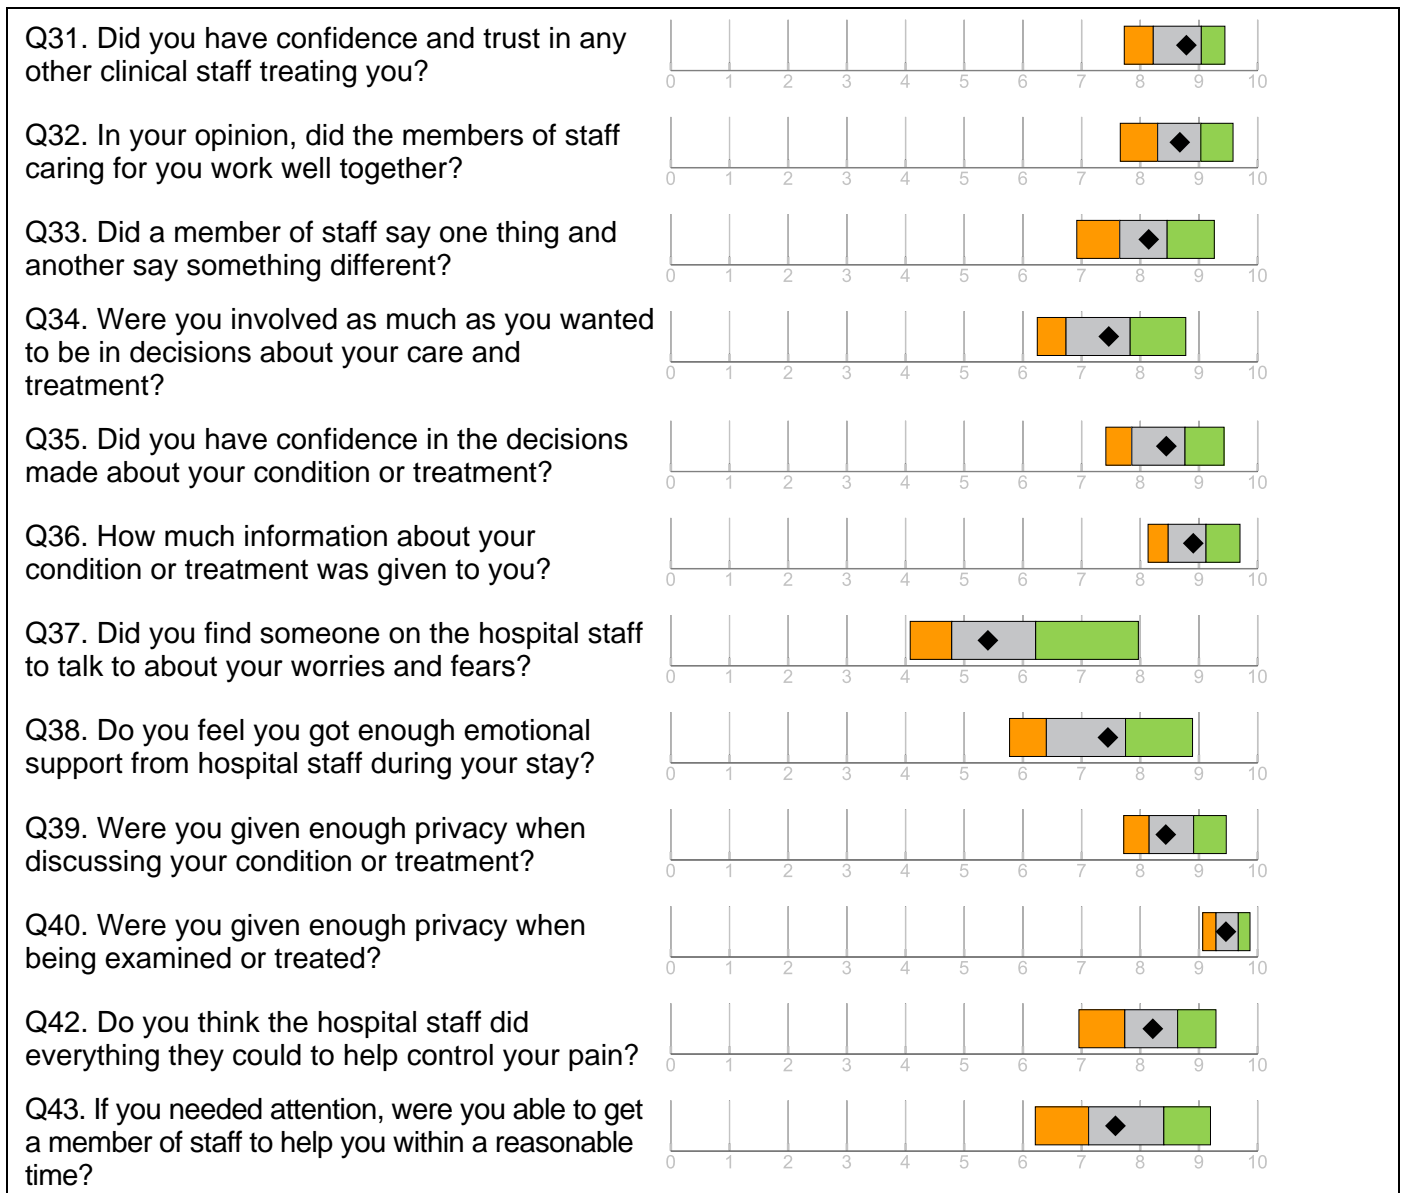 Q31. Did you have confidence and trust in any
other clinical staff treating you?
0 1 2 3 4 5 6 7 8 9 10
Q32. In your opinion, did the members of staff
caring for you work well together?
0 1 2 3 4 5 6 7 8 9 10
Q33. Did a member of staff say one thing and
another say something different?
0 1 2 3 4 5 6 7 8 9 10
Q34. Were you involved as much as you wanted
to be in decisions about your care and
treatment?
0 1 2 3 4 5 6 7 8 9 10
Q35. Did you have confidence in the decisions
made about your condition or treatment?
0 1 2 3 4 5 6 7 8 9 10
Q36. How much information about your
condition or treatment was given to you?
0 1 2 3 4 5 6 7 8 9 10
Q37. Did you find someone on the hospital staff
to talk to about your worries and fears?
0 1 2 3 4 5 6 7 8 9 10
Q38. Do you feel you got enough emotional
support from hospital staff during your stay?
0 1 2 3 4 5 6 7 8 9 10
Q39. Were you given enough privacy when
discussing your condition or treatment?
0 1 2 3 4 5 6 7 8 9 10
Q40. Were you given enough privacy when
being examined or treated?
0 1 2 3 4 5 6 7 8 9 10
Q42. Do you think the hospital staff did
everything they could to help control your pain?
0 1 2 3 4 5 6 7 8 9 10
Q43. If you needed attention, were you able to get
a member of staff to help you within a reasonable
time?
0 1 2 3 4 5 6 7 8 9 10